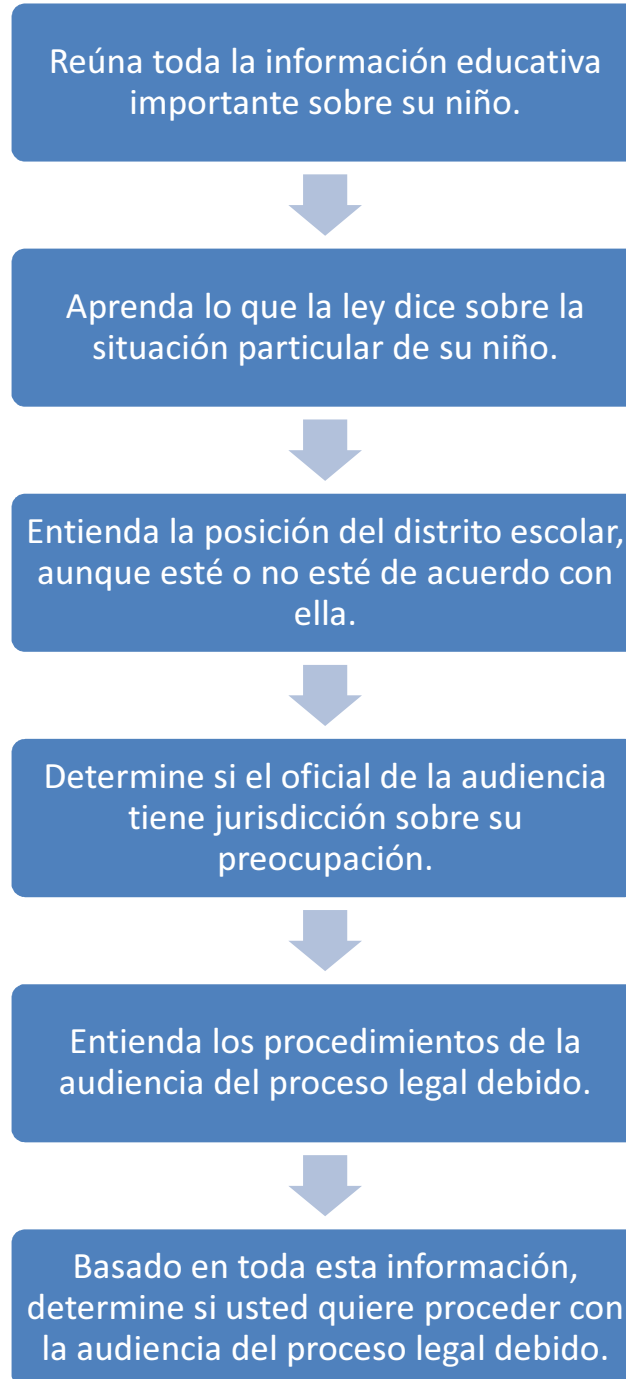 Reúna toda la información educativa
importante sobre su niño.
Aprenda lo que la ley dice sobre la
situación particular de su niño.
Entienda la posición del distrito escolar,
aunque esté o no esté de acuerdo con
ella.
Determine si el oficial de la audiencia
tiene jurisdicción sobre su
preocupación.
Entienda los procedimientos de la
audiencia del proceso legal debido.
Basado en toda esta información,
determine si usted quiere proceder con
la audiencia del proceso legal debido.